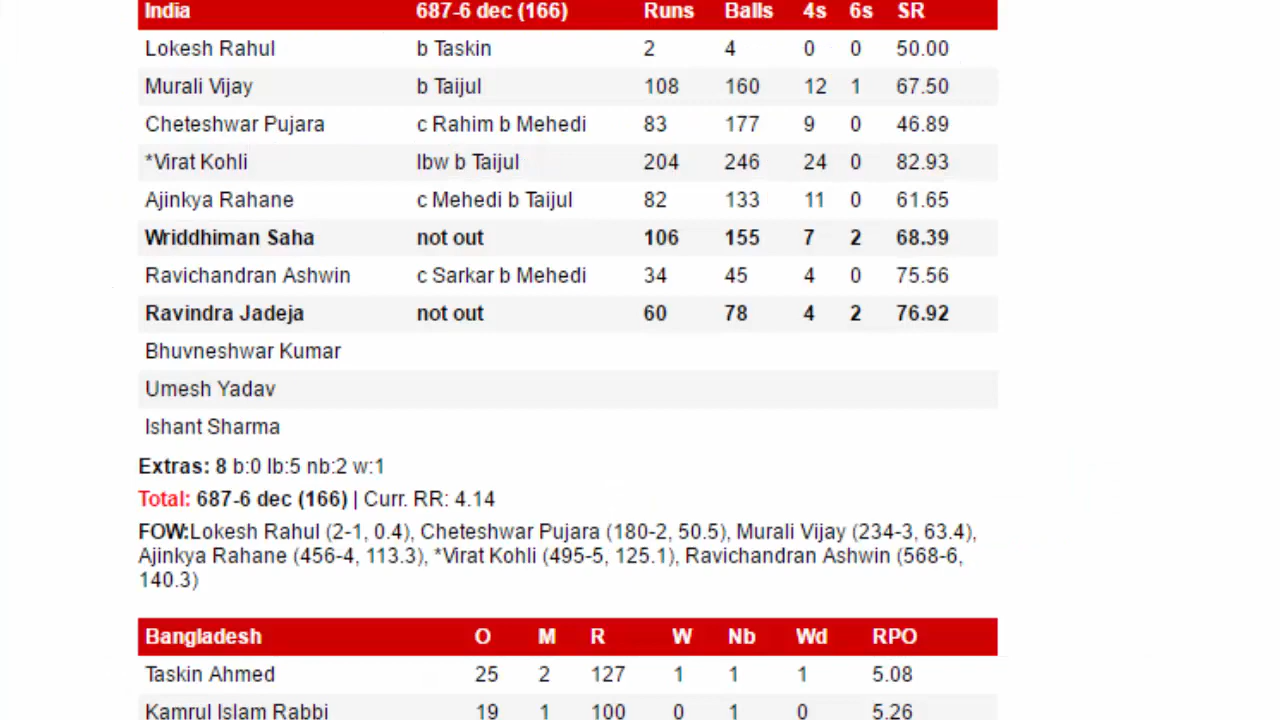 India 687-6 dec (166) Runs Balls 4s 6s SR
Lokesh Rahul b Taskin 2 4 0 0 50.00
Murali Vijay b Taijul 108 160 12 1 67.50
Cheteshwar Pujara c Rahim b Mehedi 83 177 9 0 46.89
*Virat Kohli lbw b Taijul 204 246 24 0 82.93
Ajinkya Rahane c Mehedi b Taijul 82 133 11 0 61.65
Wriddhiman Saha not out 106 155 7 2 68.39
Ravichandran Ashwin c Sarkar b Mehedi 34 45 4 0 75.56
Ravindra Jadeja not out 60 78 4 2 76.92
Bhuvneshwar Kumar
Umesh Yadav
Ishant Sharma
Extras: 8 b:0 lb:5 nb:2 w:1
Total: 687-6 dec (166) | Curr. RR: 4.14
FOW:Lokesh Rahul (2-1, 0.4), Cheteshwar Pujara (180-2, 50.5), Murali Vijay (234-3, 63.4),
Ajinkya Rahane (456-4, 113.3), *Virat Kohli (495-5, 125.1), Ravichandran Ashwin (568-6,
140.3)
Bangladesh O M R W Nb Wd RPO
Taskin Ahmed 25 2 127 1 1 1 5.08
Kamrul Islam Rabbi 19 1 100 0 1 0 5.26